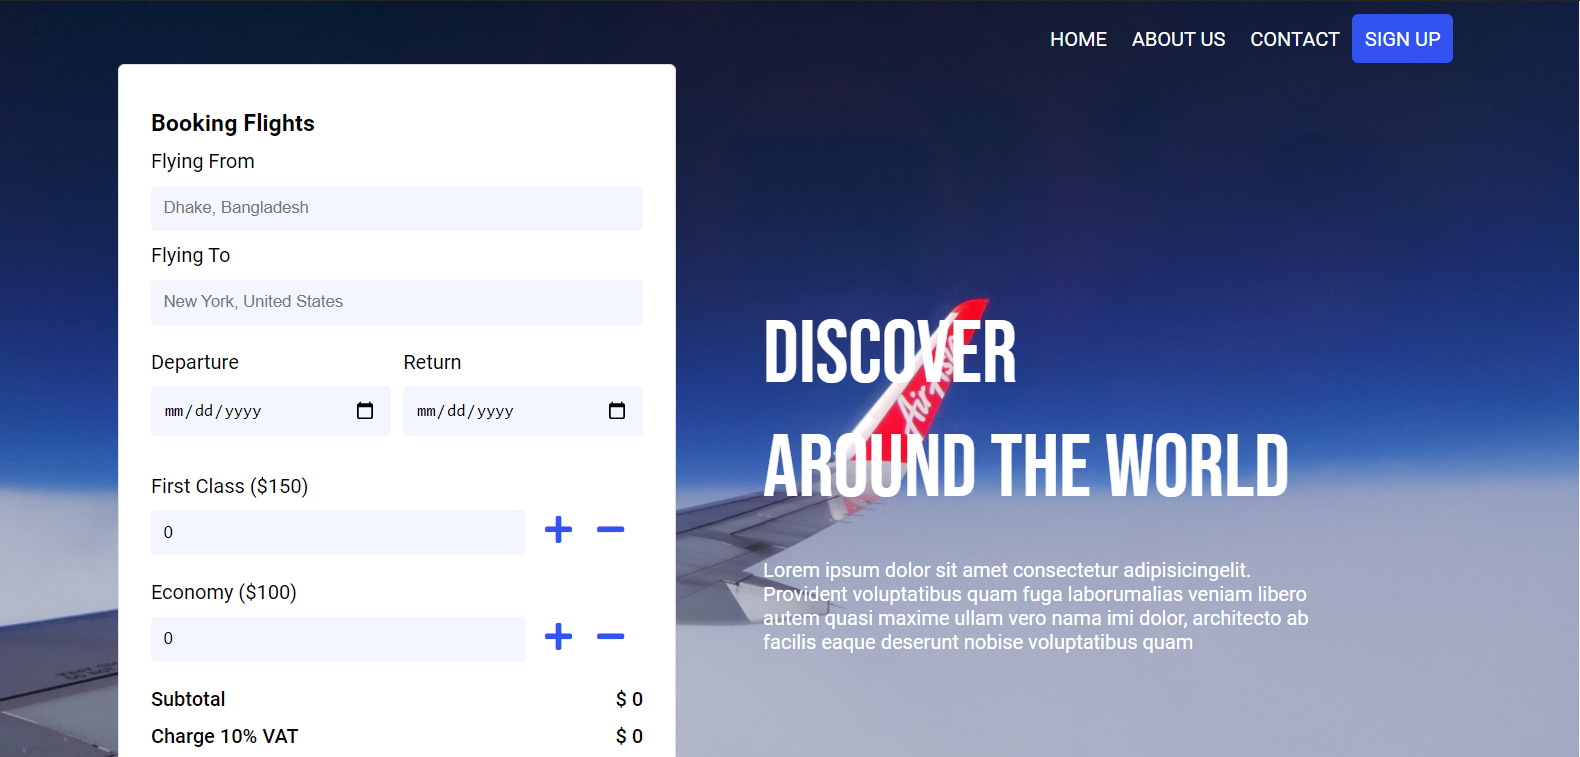 HOME ABOUT US CONTACT SIGN UP
Booking Flights
Flying From
Dhake, Bangladesh
Flying To
New York, United States
Departure Return
mm/dd/yyyy mm/dd/yyyy
First Class ($150)
0
Economy ($100)
0
Subtotal $ 0
Charge 10% VAT $ 0
DISCOVER
AirAsia
AROUND THE WORLD
Lorem ipsum dolor sit amet consectetur adipisicingelit.
Provident voluptatibus quam fuga laborumalias veniam libero
autem quasi maxime ullam vero nama imi dolor, architecto ab
facilis eaque deserunt nobise voluptatibus quam